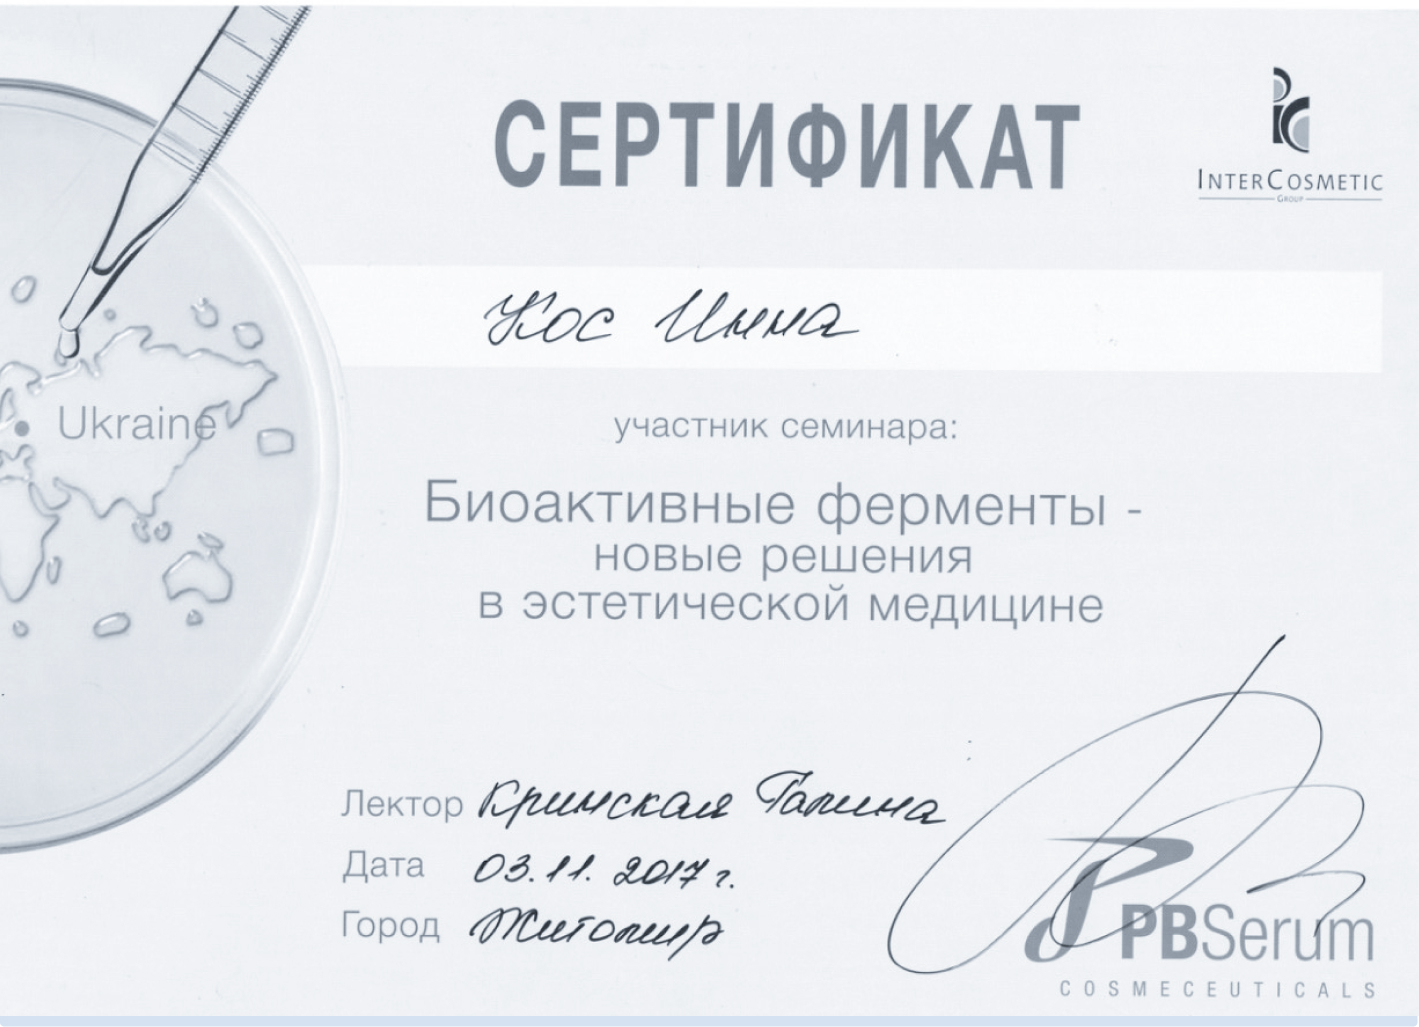 СЕРТИФИКАТ
INTERCOSMETIC
GROUP
Кос Инна
Ukraine
участник семинара:
Биоактивные ферменты -
новые решения
в эстетической медицине
Лектор Кринская Галина
Дата 03.11.2017 г.
Город Житомир
PBSerum
COSMECEUTICALS